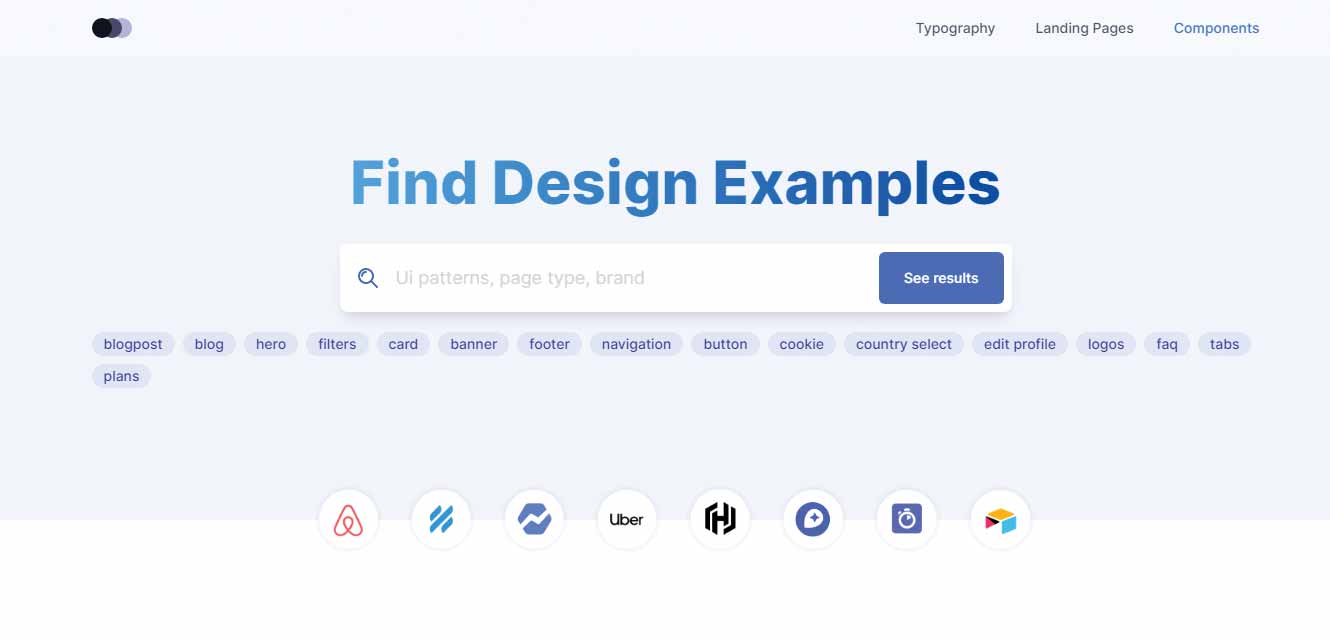 Typography Landing Pages Components
Find Design Examples
Ui patterns, page type, brand See results
blogpost blog hero filters card banner footer navigation button cookie country select edit profile logos faq tabs
plans
Uber